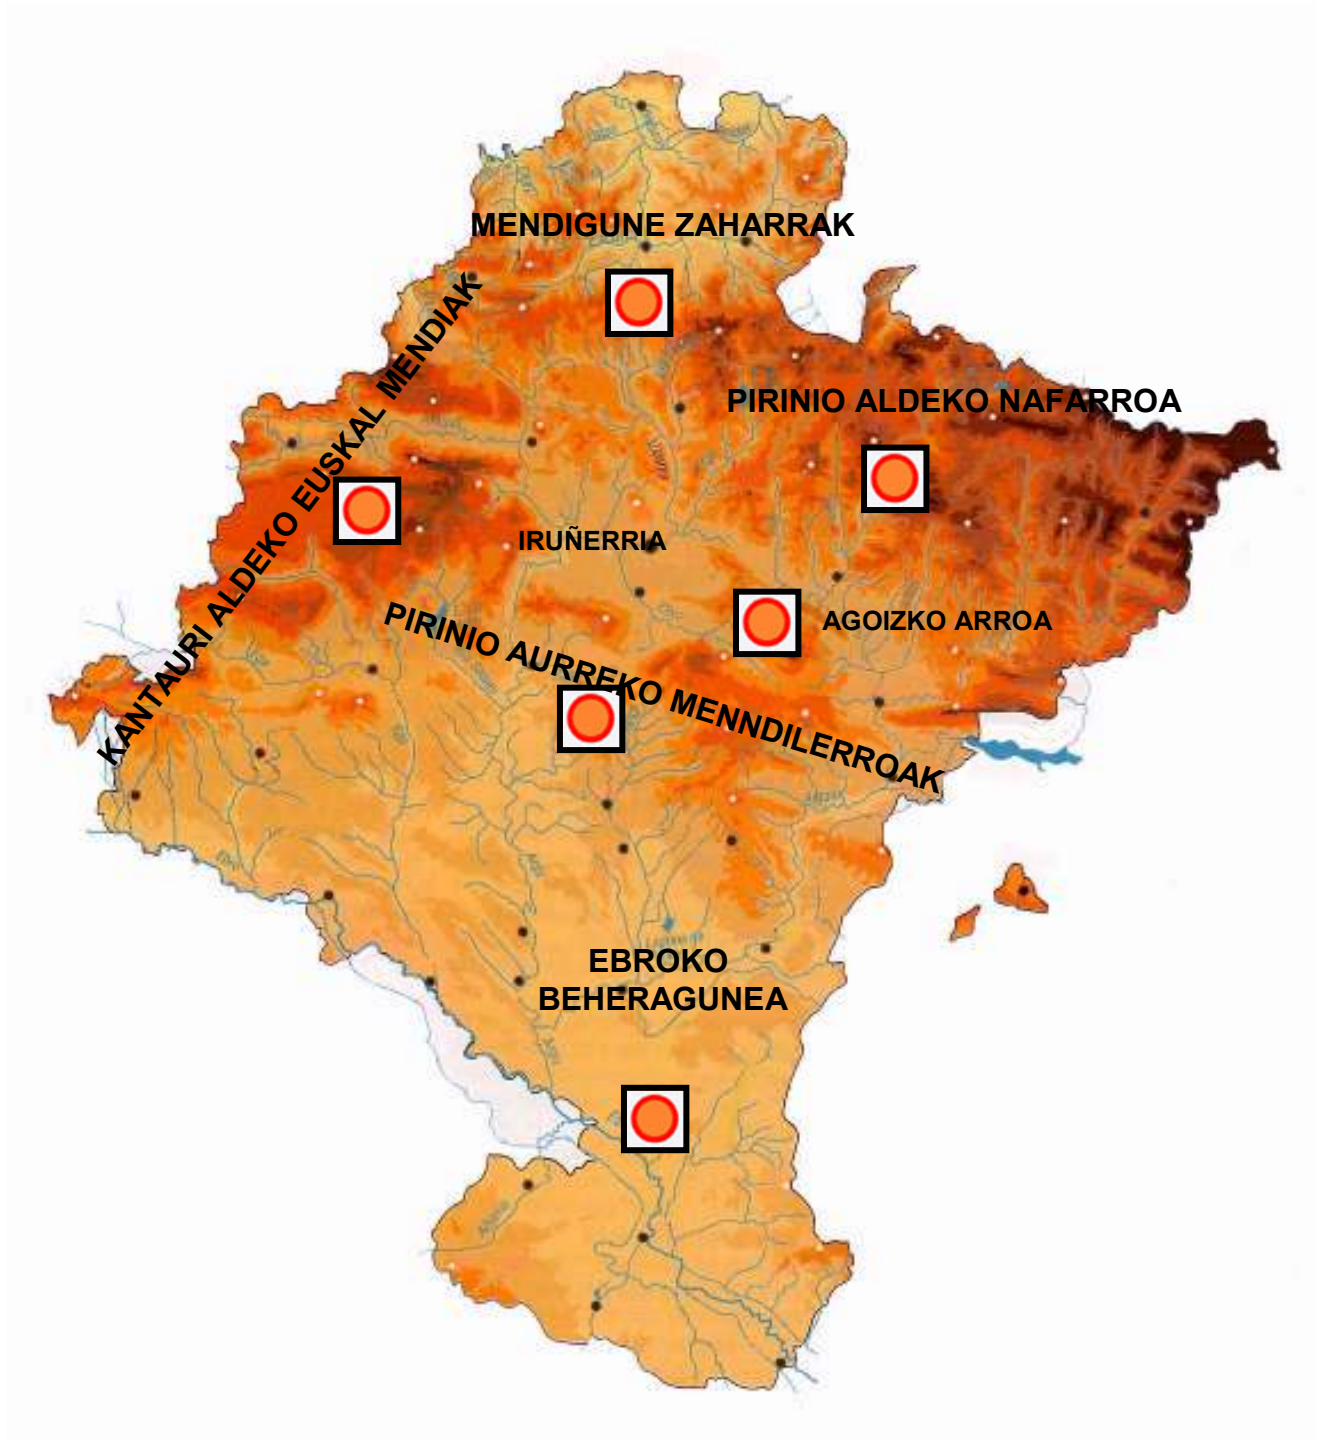 MENDIGUNE ZAHARRAK
KANTAURI ALDEKO EUSKAL MENDIAK
PIRINIO ALDEKO NAFARROA
IRUÑERRIA
AGOIZKO ARROA
PIRINIO AURREKO MENNDILERROAK
EBROKO
BEHERAGUNEA